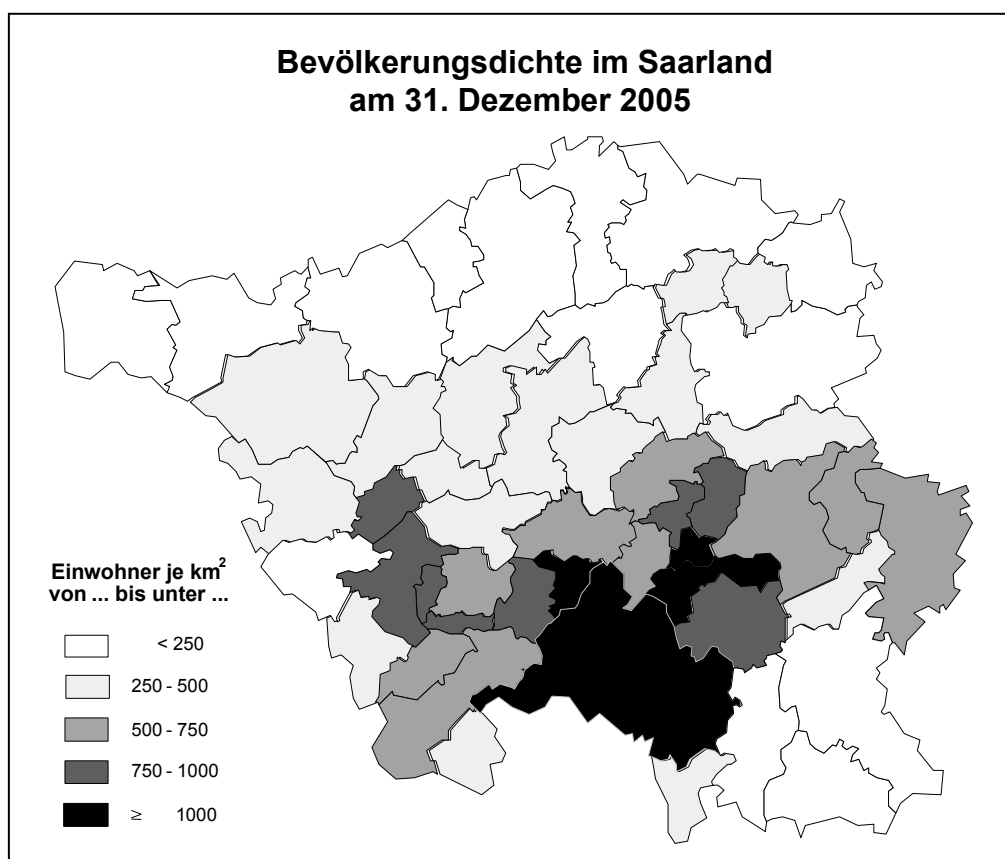 Bevölkerungsdichte im Saarland
am 31. Dezember 2005
Einwohner je km²
von ... bis unter ...
< 250
250 - 500
500 - 750
750 - 1000
≥ 1000